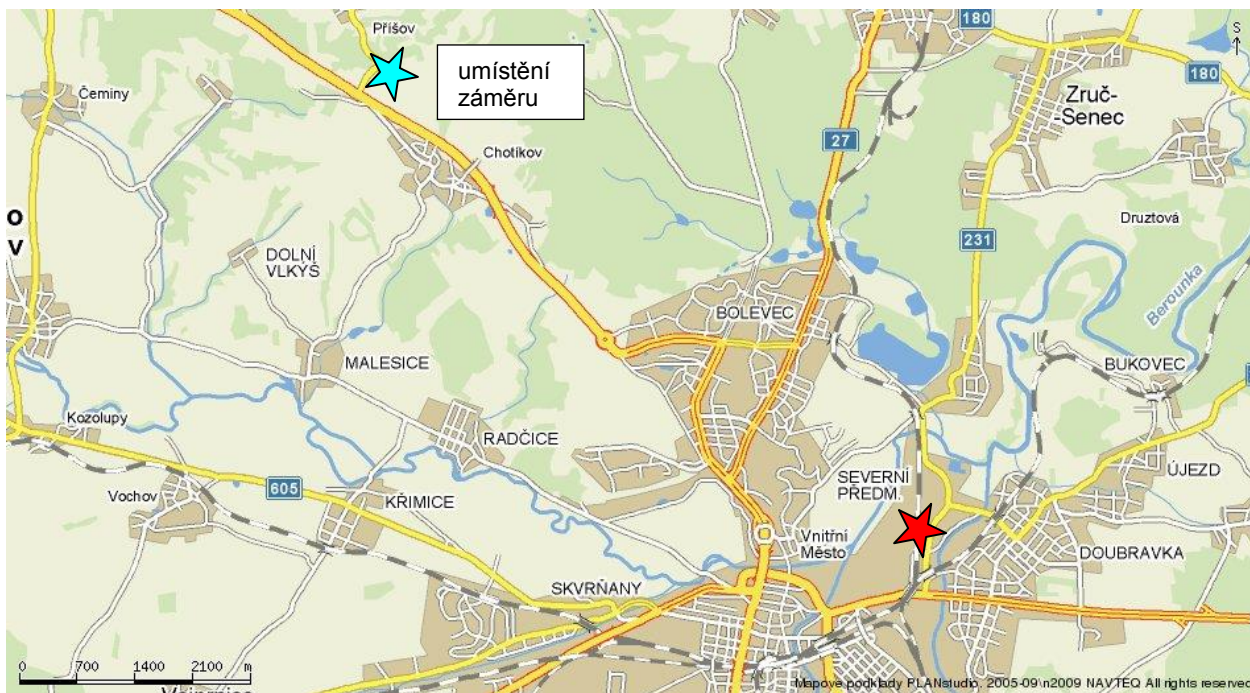 180
S
Příšov
umístění
záměru
180
Čeminy
Zruč-
-Senec
27
Chotíkov
Druztová
o
v
231
DOLNÍ
VLKÝŠ
Berounka
BOLEVEC
MALESICE
BUKOVEC
Kozolupy
RADČICE
ÚJEZD
SEVERNÍ
PŘEDM.
605
Vochov
KŘIMICE
Vnitřní
Město
DOUBRAVKA
SKVRŇANY
0 700 1400 2100 m
Mapové podklady PLANstudio, 2005-09\n2009 NAVTEQ All rights reserved